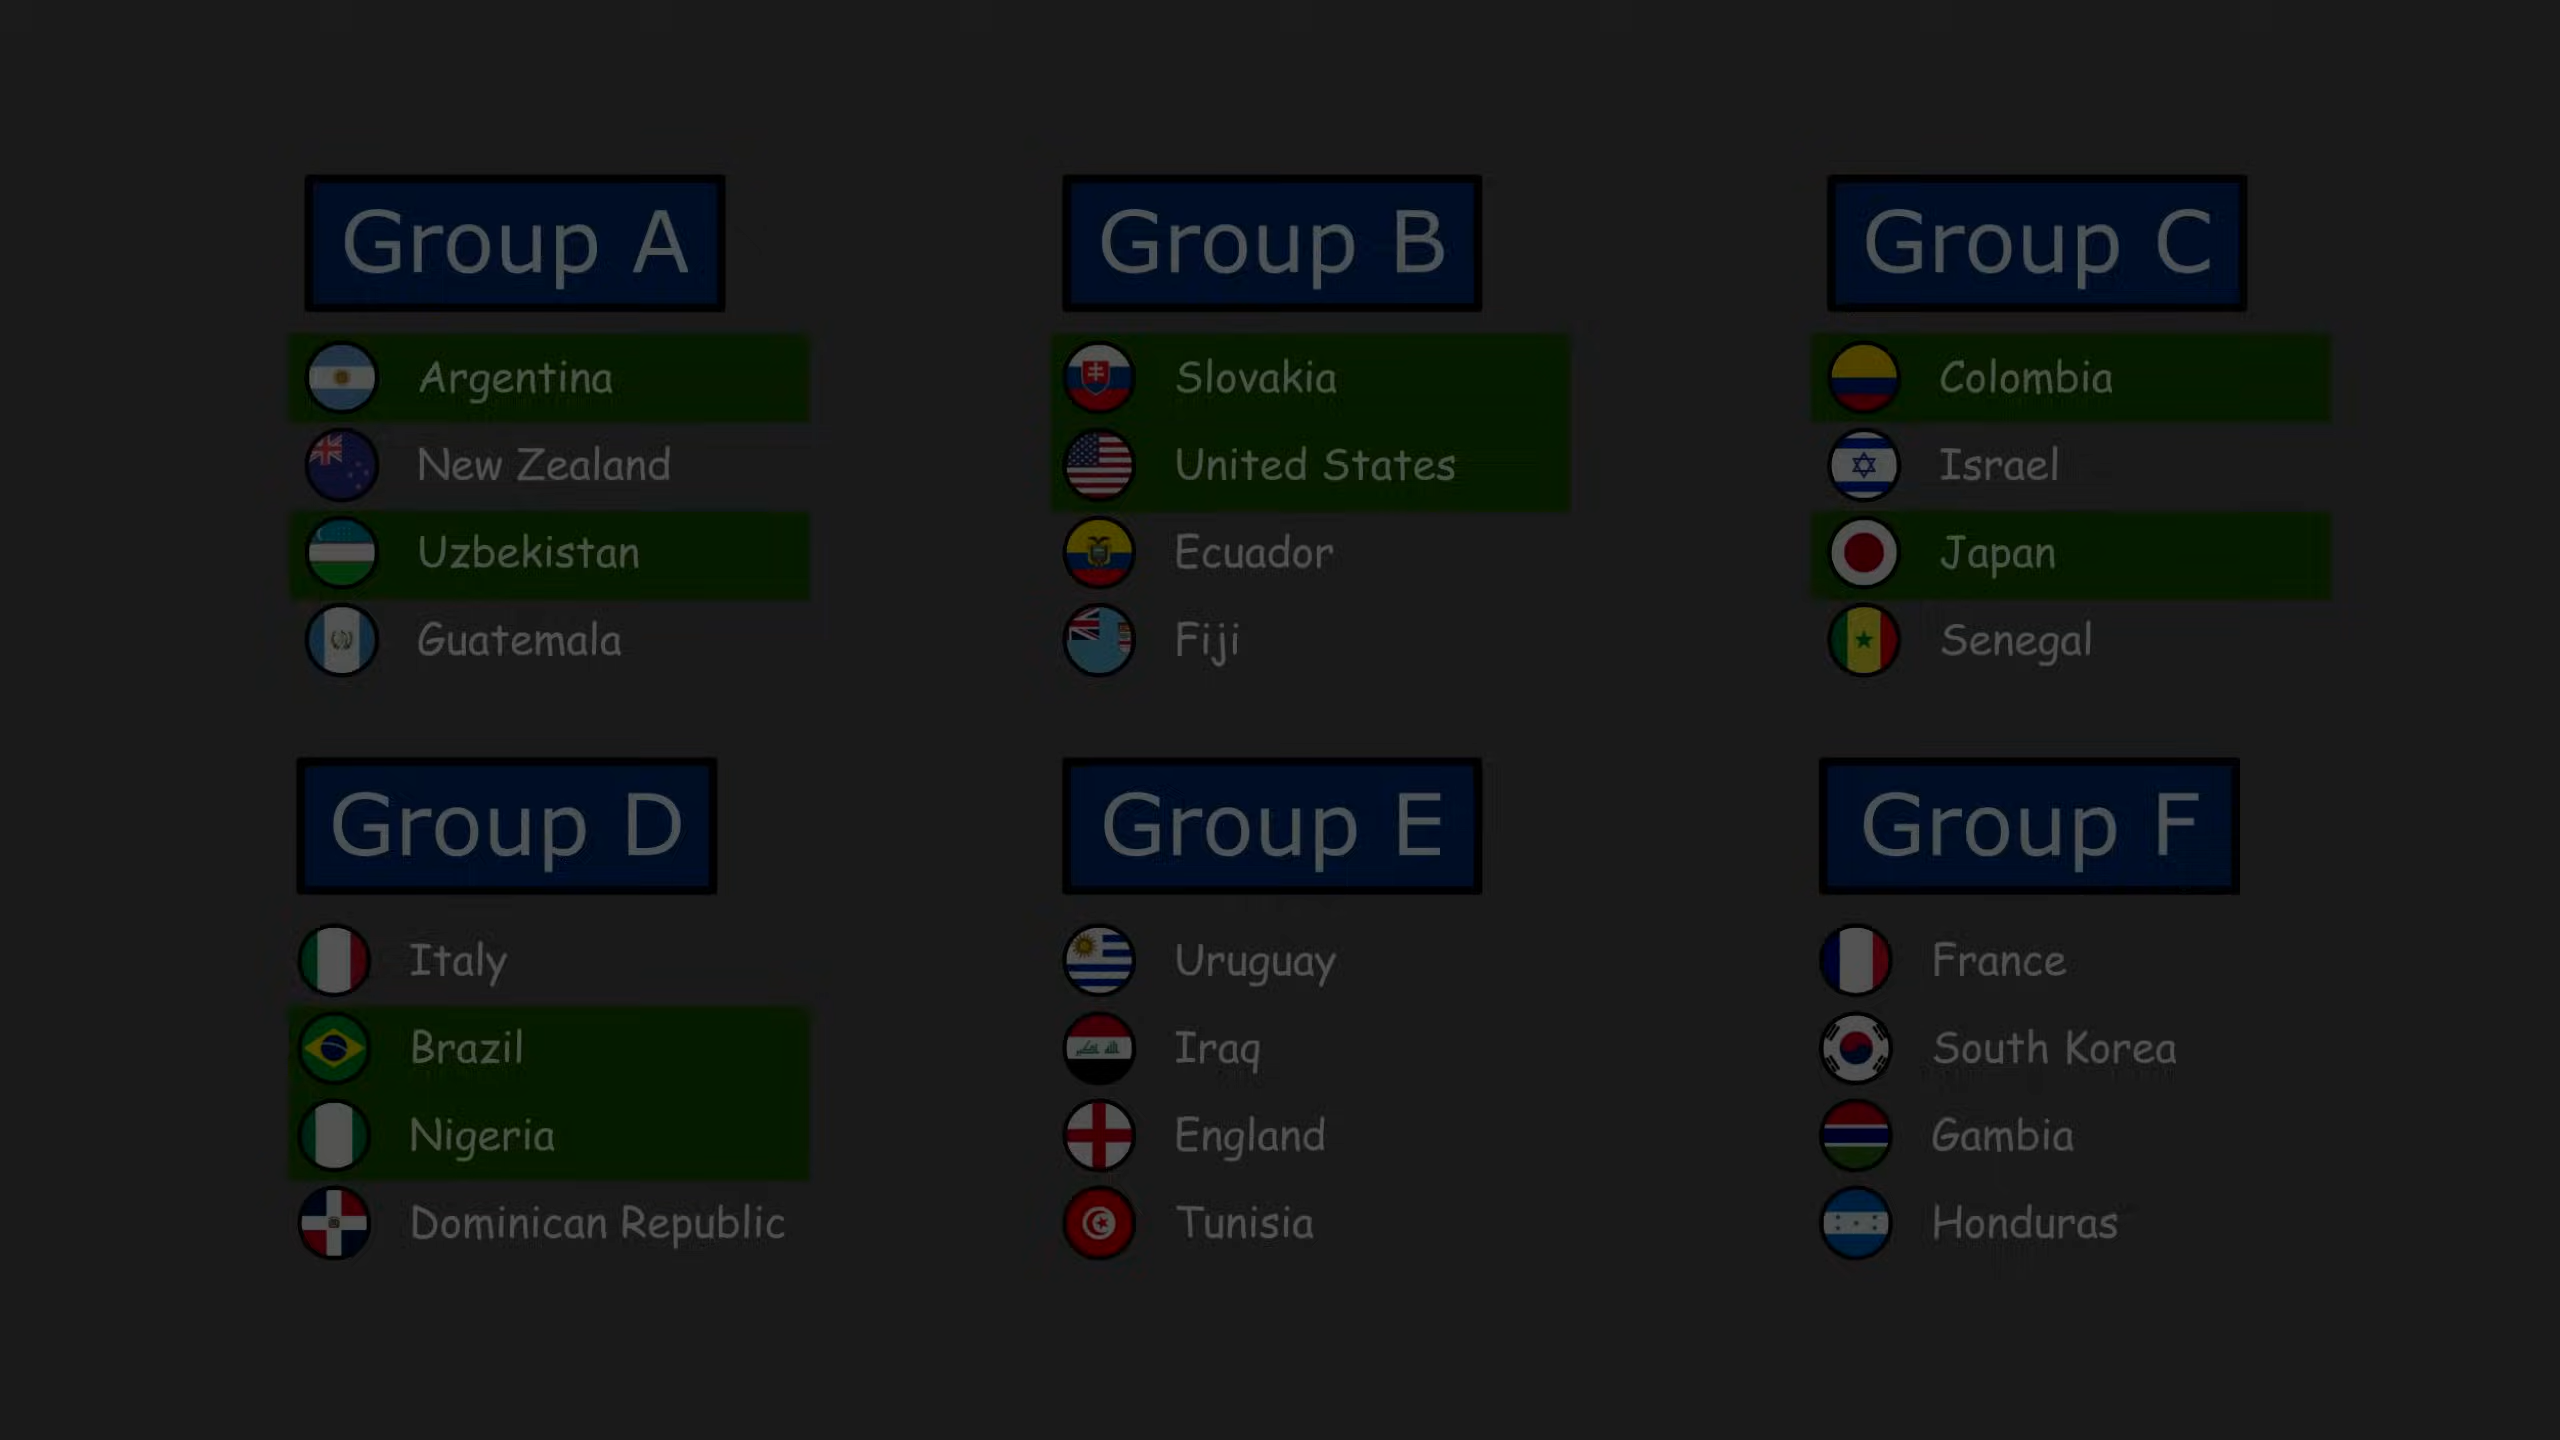 Group A
Argentina
New Zealand
Uzbekistan
Guatemala
Group B
Slovakia
United States
Ecuador
Fiji
Group C
Colombia
Israel
Japan
Senegal
Group D
Italy
Brazil
Nigeria
Dominican Republic
Group E
Uruguay
Iraq
England
Tunisia
Group F
France
South Korea
Gambia
Honduras